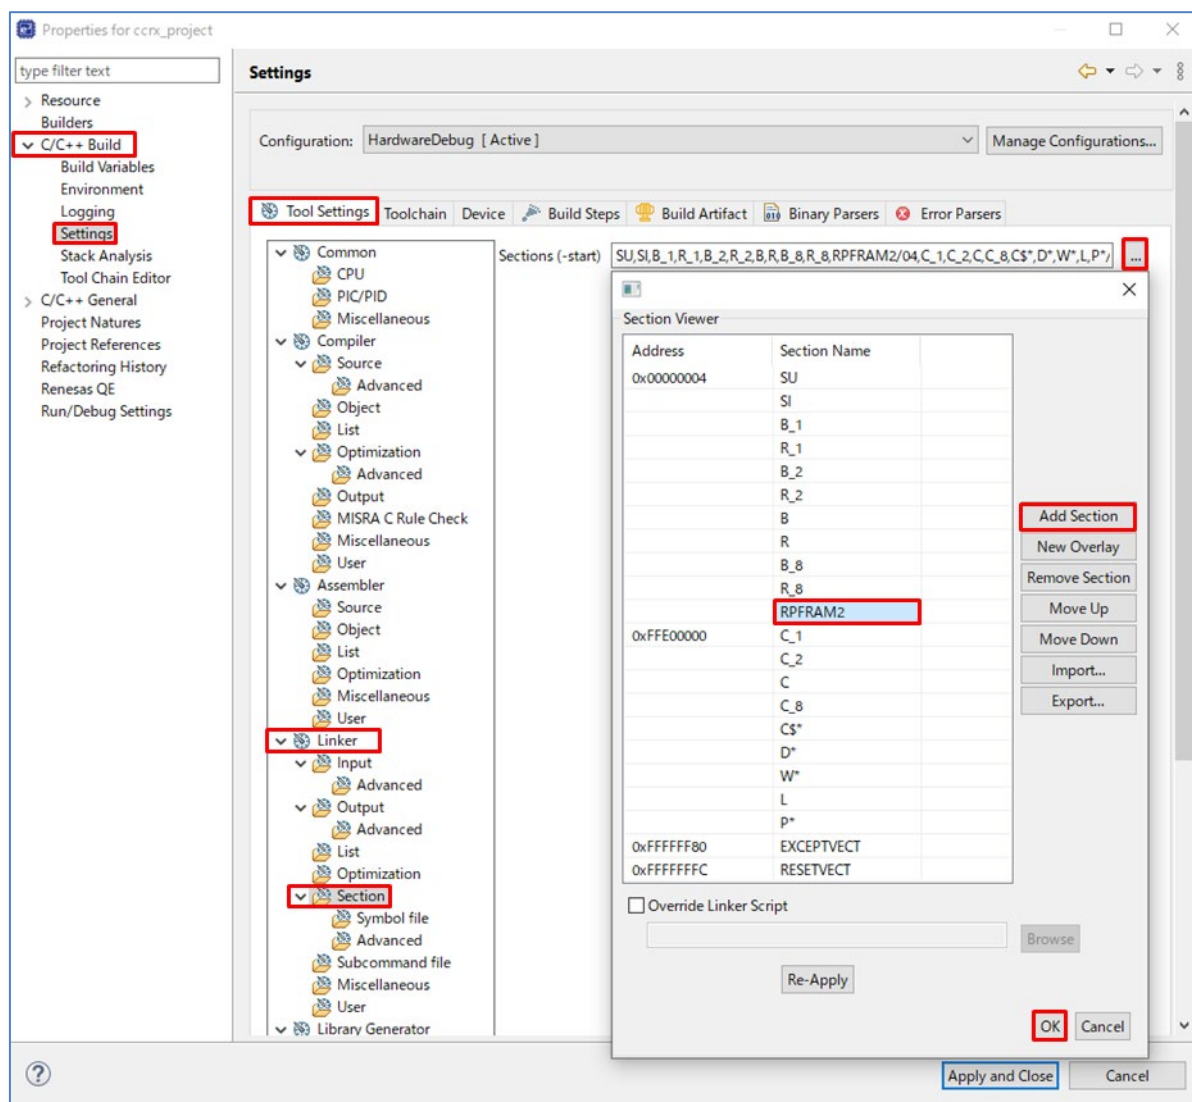 Properties for ccrx_project
type filter text
Resource
Builders
C/C++ Build
Build Variables
Environment
Logging
Settings
Stack Analysis
Tool Chain Editor
C/C++ General
Project Natures
Project References
Refactoring History
Renesas QE
Run/Debug Settings
Settings
Configuration:
HardwareDebug [ Active ]
Manage Configurations...
Tool Settings
Toolchain
Device
Build Steps
Build Artifact
Binary Parsers
Error Parsers
Common
CPU
PIC/PID
Miscellaneous
Compiler
Source
Advanced
Object
List
Optimization
Advanced
Output
MISRA C Rule Check
Miscellaneous
User
Assembler
Source
Object
List
Optimization
Miscellaneous
User
Linker
Input
Advanced
Output
Advanced
List
Optimization
Section
Symbol file
Advanced
Subcommand file
Miscellaneous
User
Library Generator
Sections (-start)
SU,SI,B_1,R_1,B_2,R_2,B,R,B_8,R_8,RPFRAM2/04,C_1,C_2,C,C_8,C$*,D*,W*,L,P*/
...
Section Viewer
Address Section Name
0x00000004 SU
SI
B_1
R_1
B_2
R_2
B
R
B_8
R_8
RPFRAM2
0xFFE00000 C_1
C_2
C
C_8
C$*
D*
W*
L
P*
0xFFFFFF80 EXCEPTVECT
0xFFFFFFFC RESETVECT
Add Section
New Overlay
Remove Section
Move Up
Move Down
Import...
Export...
Override Linker Script
Browse
Re-Apply
OK
Cancel
?
Apply and Close
Cancel